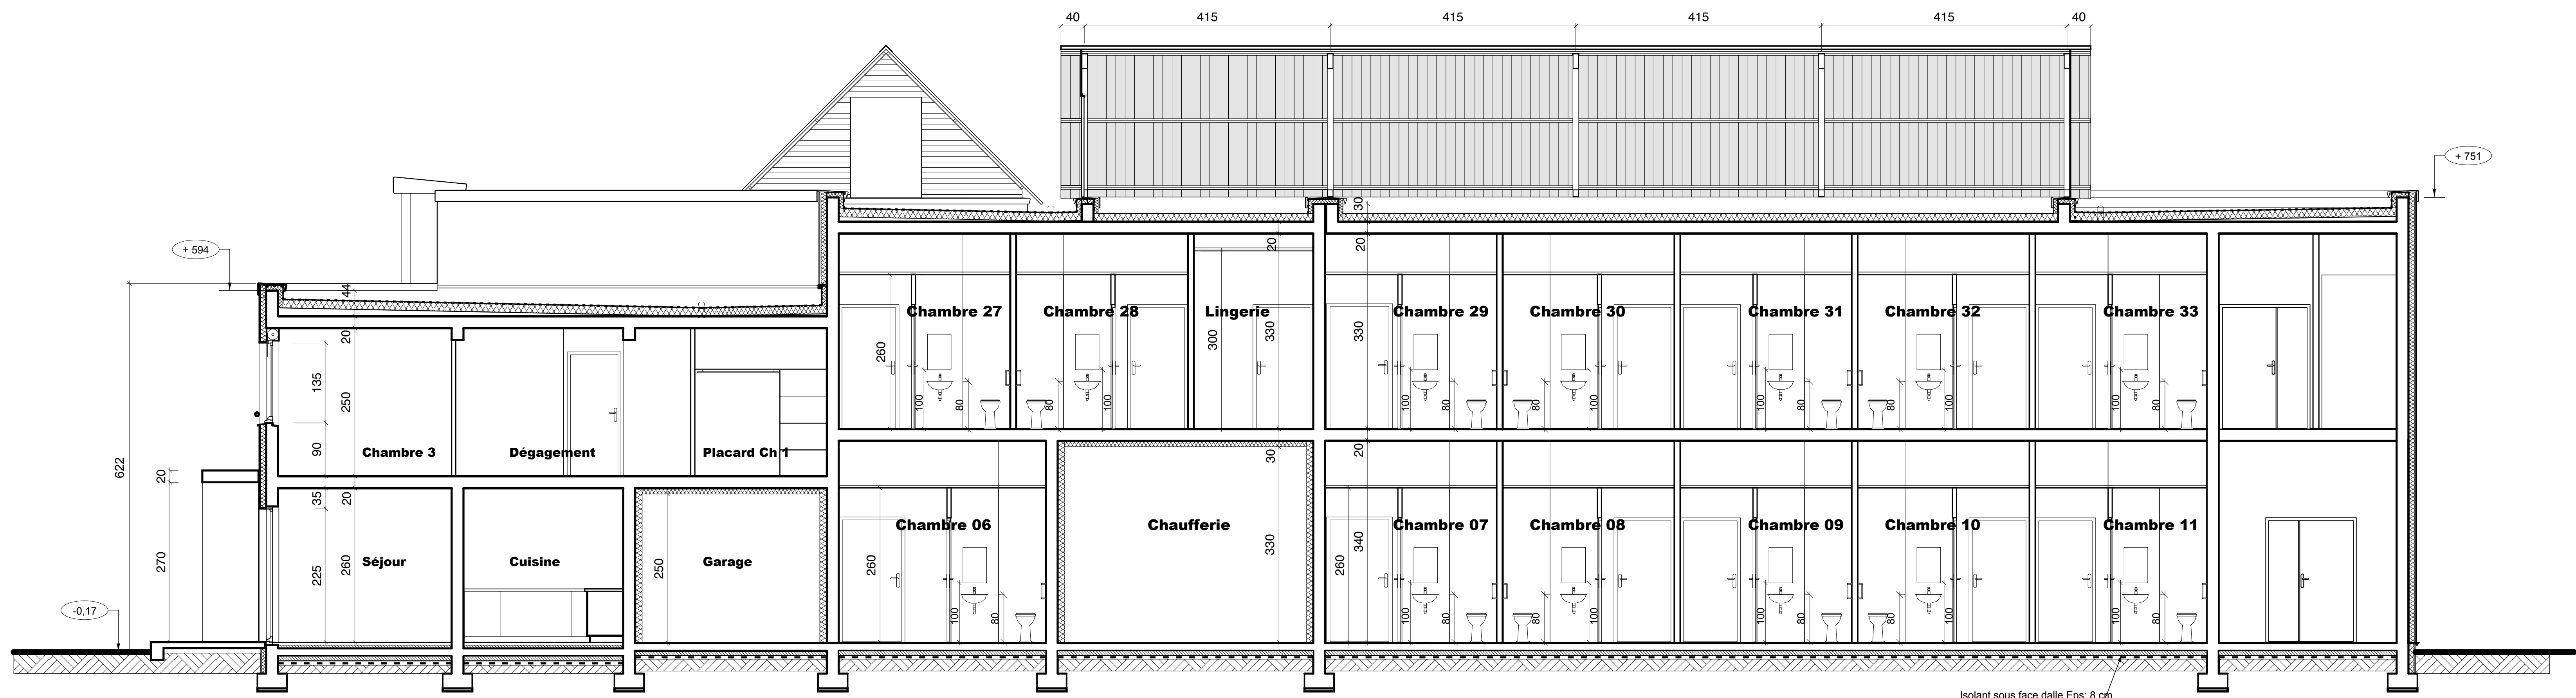 40 415 415 415 415 40
+ 751
+ 594
30
20 20
44
Chambre 27 Chambre 28 Lingerie Chambre 29 Chambre 30 Chambre 31 Chambre 32 Chambre 33
20
260 300 330 330
135
250
100 80 80 100 100 80 80 100 100 80 80 100 100 80
90
Chambre 3 Dégagement Placard Ch 1
622
20
35 20
30 20
Chambre 06 Chaufferie Chambre 07 Chambre 08 Chambre 09 Chambre 10 Chambre 11
270
225 260
Séjour Cuisine Garage
250 260 330 260 340
-0,17
100 80 100 80 80 100 100 80 80 100 100 80
Isolant sous face dalle Eps: 8 cm